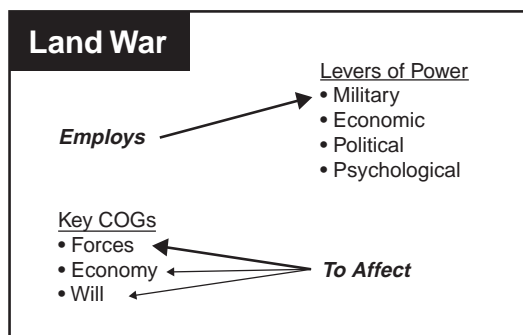 Land War
Levers of Power
• Military
• Economic
• Political
• Psychological
Employs
Key COGs
• Forces
• Economy
• Will
To Affect